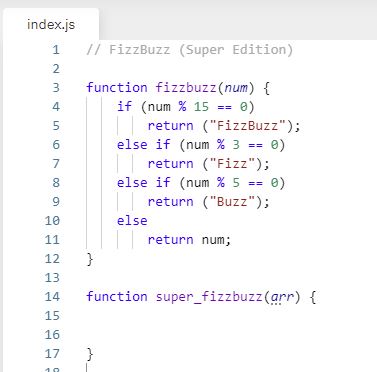 index.js
1 // FizzBuzz (Super Edition)
2
3 function fizzbuzz(num) {
4 if (num % 15 == 0)
5 return ("FizzBuzz");
6 else if (num % 3 == 0)
7 return ("Fizz");
8 else if (num % 5 == 0)
9 return ("Buzz");
10 else
11 return num;
12 }
13
14 function super_fizzbuzz(arr) {
15
16
17 }
18